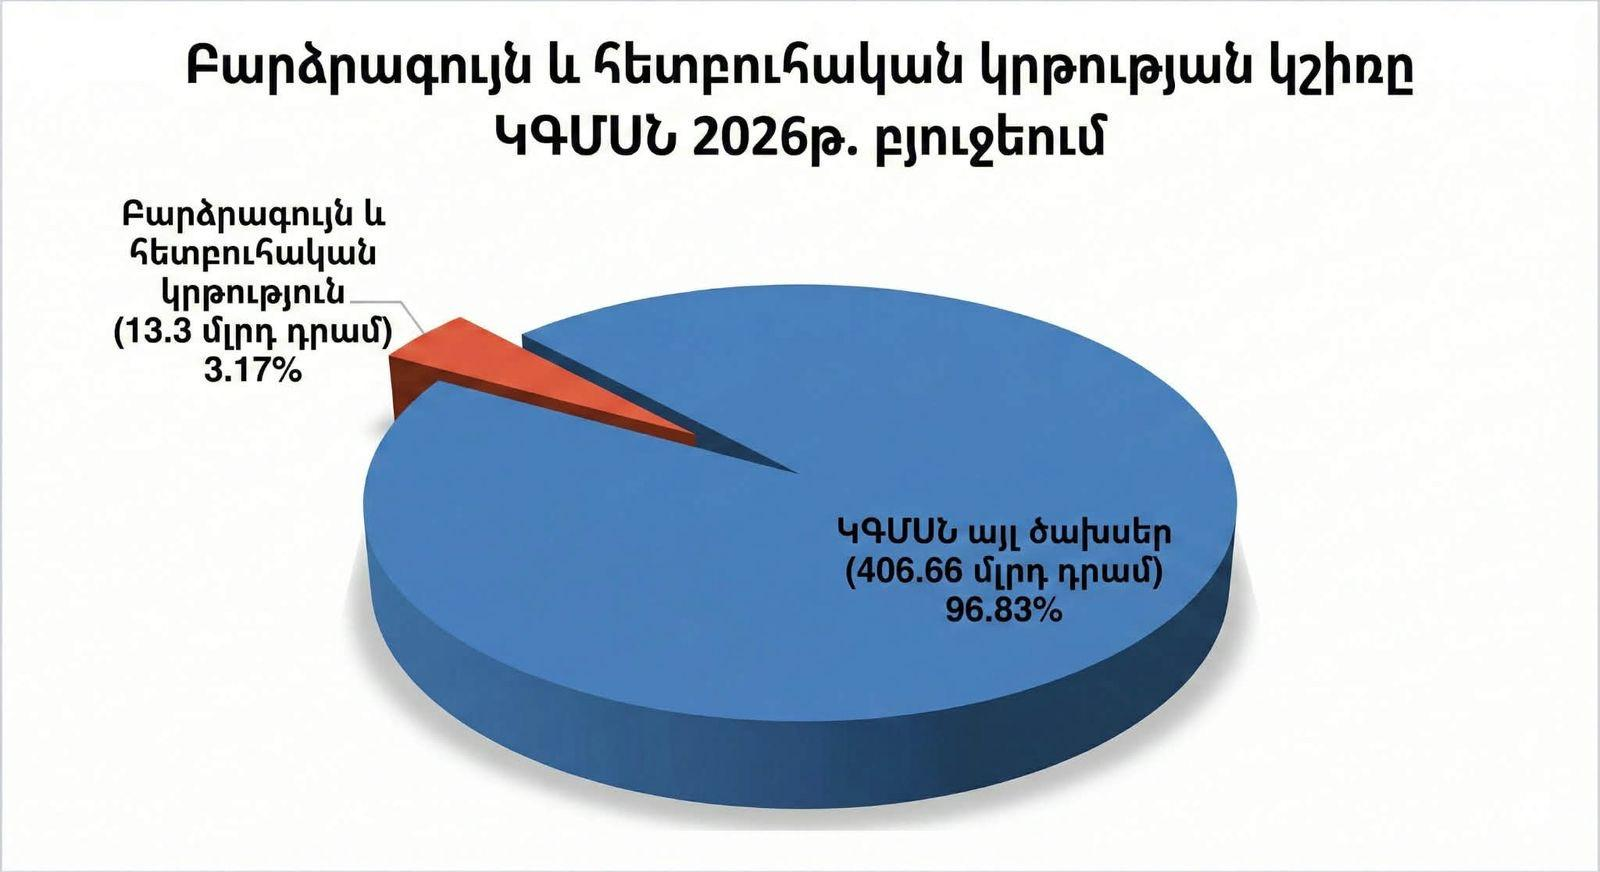 Բարձրագույն և հետբուհական կրթության կշիռը
ԿԳՄՍՆ 2026թ. բյուջեում
Բարձրագույն և
հետբուհական
կրթություն
(13.3 մլրդ դրամ)
3.17%
ԿԳՄՍՆ այլ ծախսեր
(406.66 մլրդ դրամ)
96.83%